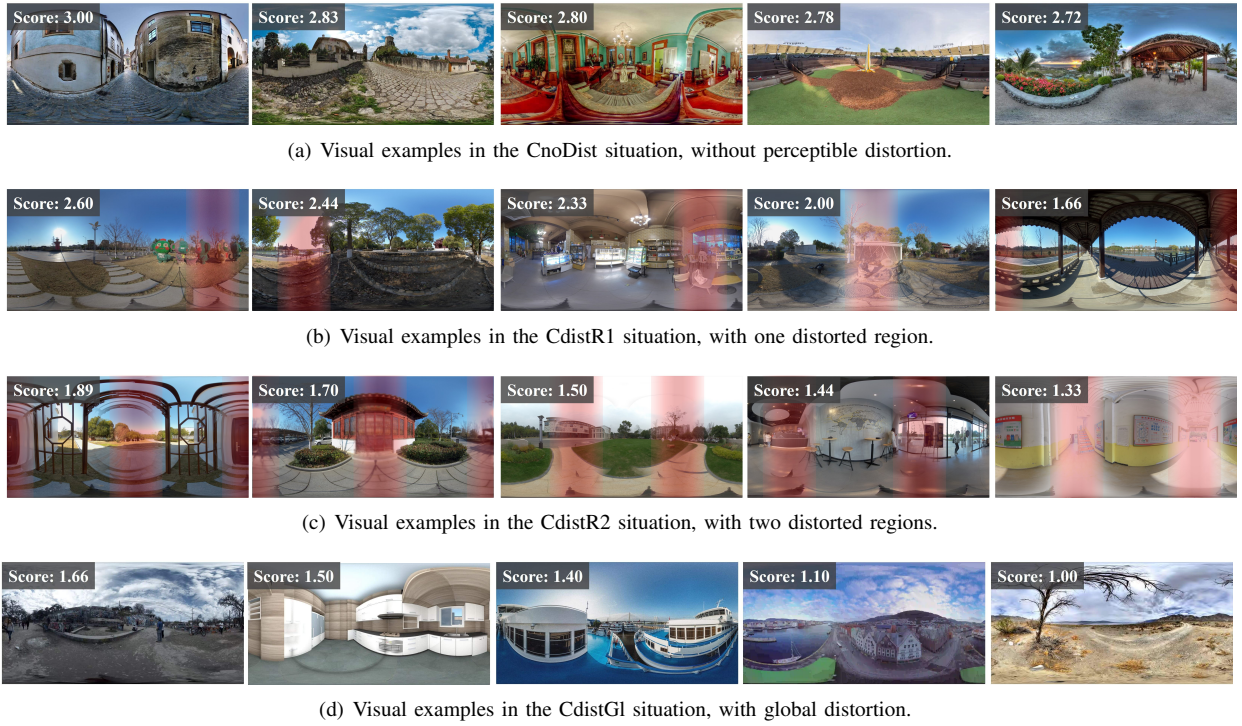 Score: 3.00
Score: 2.83
Score: 2.80
Score: 2.78
Score: 2.72
(a) Visual examples in the CnoDist situation, without perceptible distortion.
Score: 2.60
Score: 2.44
Score: 2.33
Score: 2.00
Score: 1.66
(b) Visual examples in the CdistR1 situation, with one distorted region.
Score: 1.89
Score: 1.70
Score: 1.50
Score: 1.44
Score: 1.33
(c) Visual examples in the CdistR2 situation, with two distorted regions.
Score: 1.66
Score: 1.50
Score: 1.40
Score: 1.10
Score: 1.00
(d) Visual examples in the CdistGl situation, with global distortion.